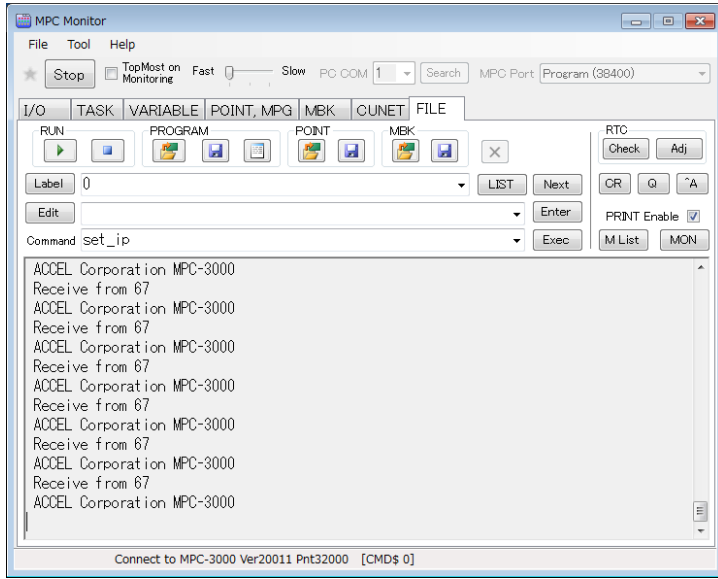 MPC Monitor
File Tool Help
Stop TopMost on Monitoring Fast Slow PC COM 1 Search MPC Port Program (38400)
I/O TASK VARIABLE POINT, MPG MBK CUNET FILE
RUN PROGRAM POINT MBK RTC
Check Adj
Label 0 LIST Next CR Q ^A
Edit Enter PRINT Enable
Command set_ip Exec M List MON
ACCEL Corporation MPC-3000
Receive from 67
ACCEL Corporation MPC-3000
Receive from 67
ACCEL Corporation MPC-3000
Receive from 67
ACCEL Corporation MPC-3000
Receive from 67
ACCEL Corporation MPC-3000
Receive from 67
ACCEL Corporation MPC-3000
Receive from 67
ACCEL Corporation MPC-3000
Connect to MPC-3000 Ver20011 Pnt32000 [CMD$ 0]